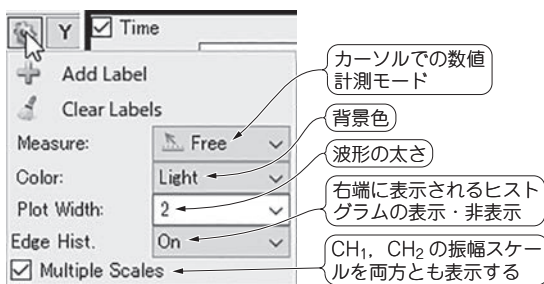 Y
Time
Add Label
Clear Labels
Measure:
Free
カーソルでの数値
計測モード
Color:
Light
背景色
Plot Width:
2
波形の太さ
Edge Hist.
On
右端に表示されるヒスト
グラムの表示・非表示
Multiple Scales
CH₁，CH₂の振幅スケー
ルを両方とも表示する